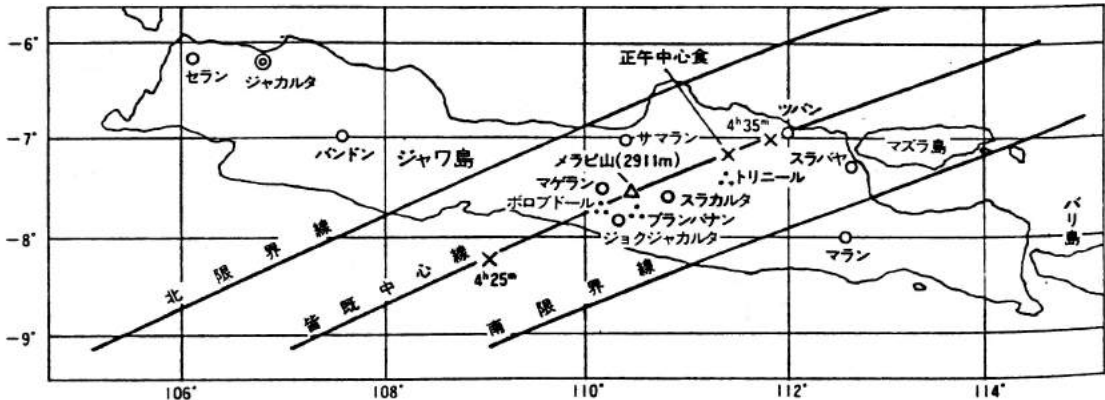 -6°
-7°
-8°
-9°
106°
108°
110°
112°
114°
セラン
ジャカルタ
バンドン
ジャワ島
正午中心食
ツバン
4ʰ35ᵐ
サマラン
メラピ山(2911m)
マゲラン
ボロブドール
トリニール
スラバヤ
マズラ島
スラカルタ
プランバナン
ジョクジャカルタ
マラン
バリ島
4ʰ25ᵐ
北限界線
皆既中心線
南限界線